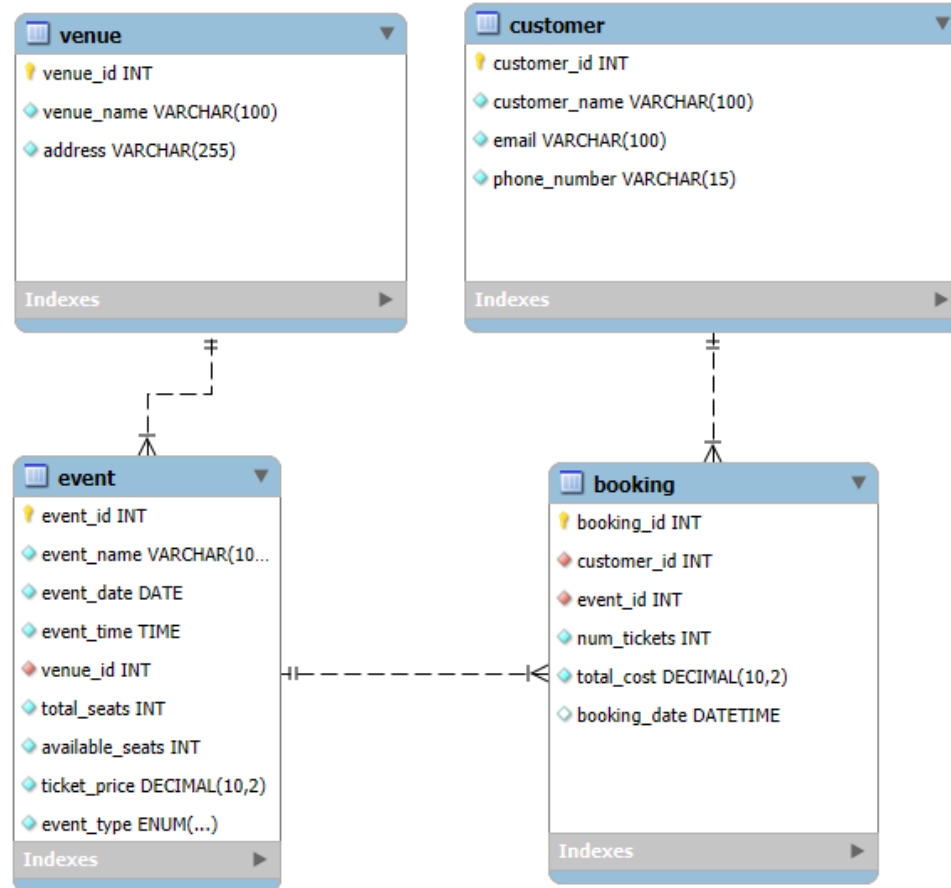 venue
venue_id INT
venue_name VARCHAR(100)
address VARCHAR(255)
Indexes
customer
customer_id INT
customer_name VARCHAR(100)
email VARCHAR(100)
phone_number VARCHAR(15)
Indexes
event
event_id INT
event_name VARCHAR(10...
event_date DATE
event_time TIME
venue_id INT
total_seats INT
available_seats INT
ticket_price DECIMAL(10,2)
event_type ENUM(...)
Indexes
booking
booking_id INT
customer_id INT
event_id INT
num_tickets INT
total_cost DECIMAL(10,2)
booking_date DATETIME
Indexes